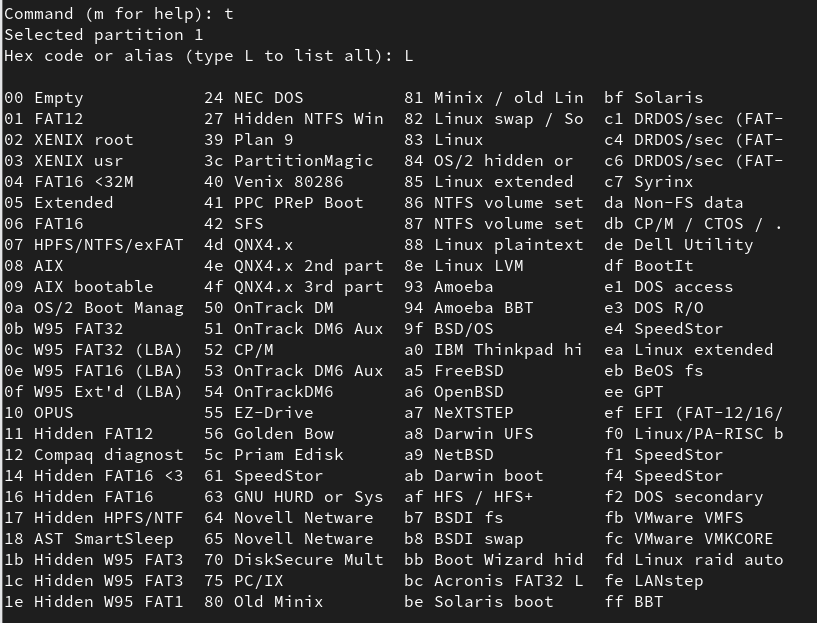 Command (m for help): t
Selected partition 1
Hex code or alias (type L to list all): L

00 Empty            24 NEC DOS          81 Minix / old Lin  bf Solaris
01 FAT12            27 Hidden NTFS Win  82 Linux swap / So  c1 DRDOS/sec (FAT-
02 XENIX root       39 Plan 9           83 Linux            c4 DRDOS/sec (FAT-
03 XENIX usr        3c PartitionMagic   84 OS/2 hidden or   c6 DRDOS/sec (FAT-
04 FAT16 <32M       40 Venix 80286      85 Linux extended   c7 Syrinx
05 Extended         41 PPC PReP Boot    86 NTFS volume set  da Non-FS data
06 FAT16            42 SFS              87 NTFS volume set  db CP/M / CTOS / .
07 HPFS/NTFS/exFAT  4d QNX4.x           88 Linux plaintext  de Dell Utility
08 AIX              4e QNX4.x 2nd part  8e Linux LVM        df BootIt
09 AIX bootable     4f QNX4.x 3rd part  93 Amoeba           e1 DOS access
0a OS/2 Boot Manag  50 OnTrack DM       94 Amoeba BBT       e3 DOS R/O
0b W95 FAT32        51 OnTrack DM6 Aux  9f BSD/OS           e4 SpeedStor
0c W95 FAT32 (LBA)  52 CP/M             a0 IBM Thinkpad hi  ea Linux extended
0e W95 FAT16 (LBA)  53 OnTrack DM6 Aux  a5 FreeBSD          eb BeOS fs
0f W95 Ext'd (LBA)  54 OnTrackDM6       a6 OpenBSD          ee GPT
10 OPUS             55 EZ-Drive         a7 NeXTSTEP         ef EFI (FAT-12/16/
11 Hidden FAT12     56 Golden Bow       a8 Darwin UFS       f0 Linux/PA-RISC b
12 Compaq diagnost  5c Priam Edisk      a9 NetBSD           f1 SpeedStor
14 Hidden FAT16 <3  61 SpeedStor        ab Darwin boot      f4 SpeedStor
16 Hidden FAT16     63 GNU HURD or Sys  af HFS / HFS+       f2 DOS secondary
17 Hidden HPFS/NTF  64 Novell Netware   b7 BSDI fs          fb VMware VMFS
18 AST SmartSleep   65 Novell Netware   b8 BSDI swap        fc VMware VMKCORE
1b Hidden W95 FAT3  70 DiskSecure Mult  bb Boot Wizard hid  fd Linux raid auto
1c Hidden W95 FAT3  75 PC/IX            bc Acronis FAT32 L  fe LANstep
1e Hidden W95 FAT1  80 Old Minix        be Solaris boot     ff BBT